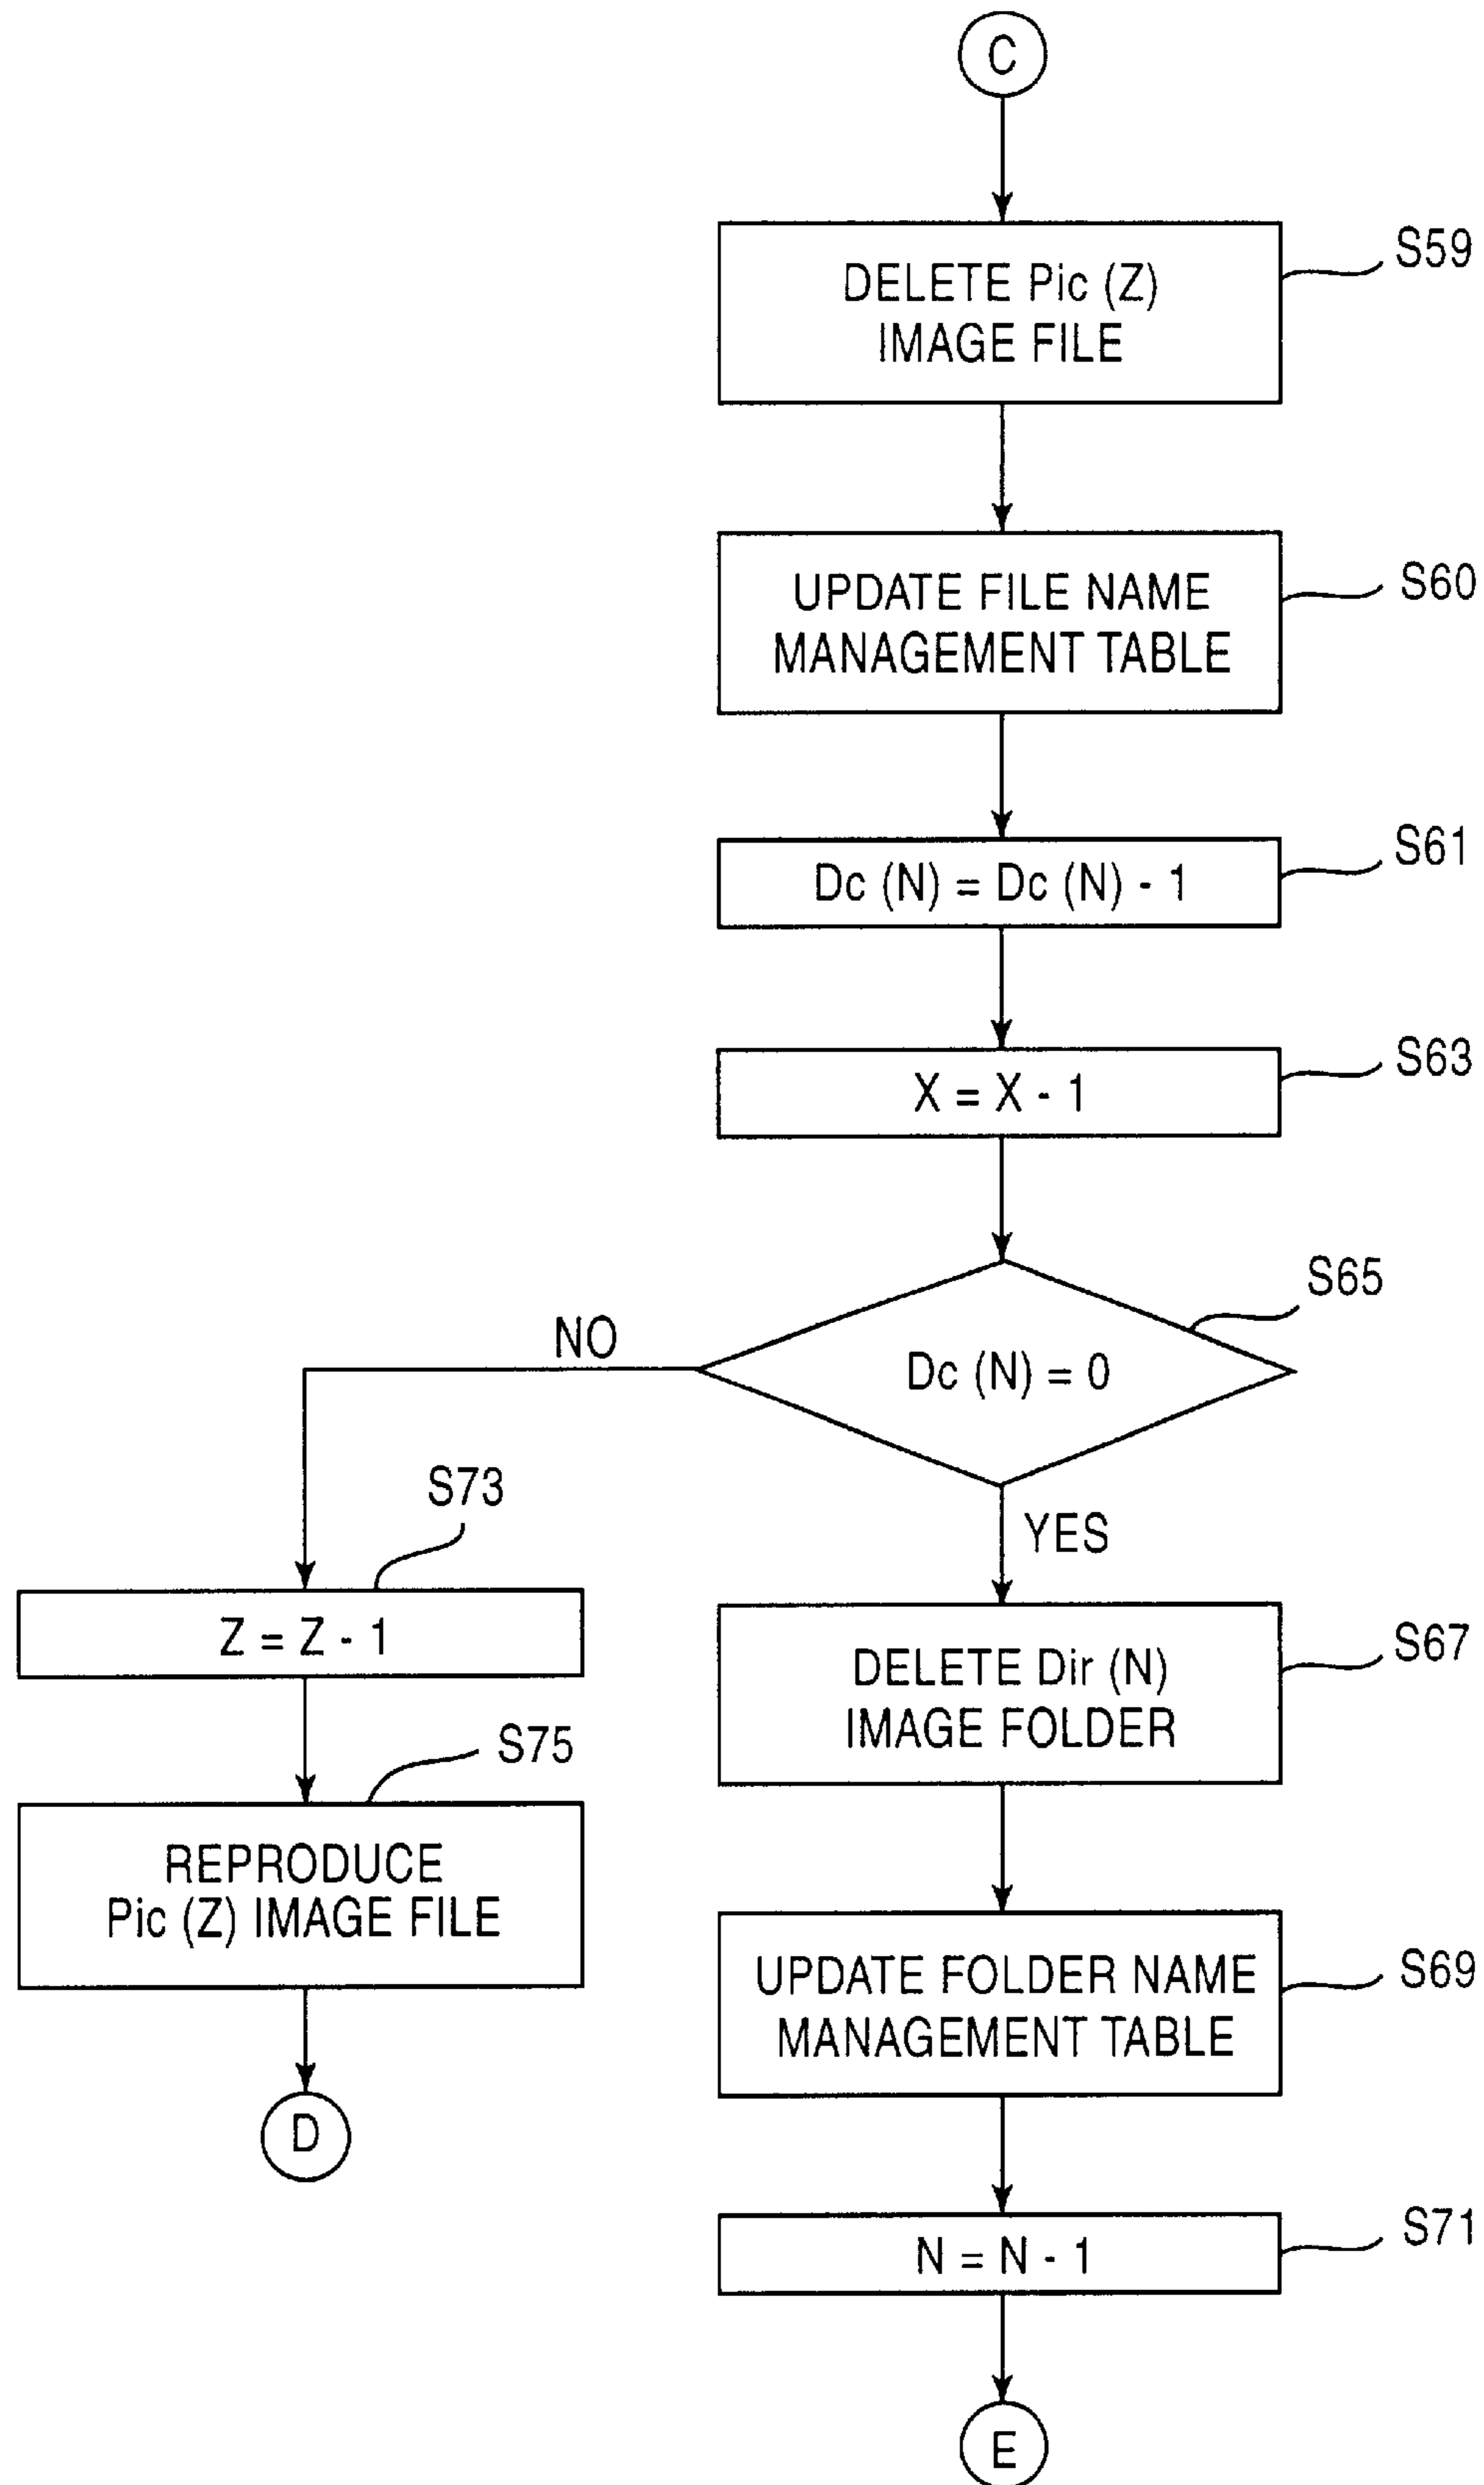 C
DELETE Pic (Z)
IMAGE FILE
S59
UPDATE FILE NAME
MANAGEMENT TABLE
S60
Dc (N) = Dc (N) - 1
S61
X = X - 1
S63
Dc (N) = 0
S65
NO
YES
S73
Z = Z - 1
S75
REPRODUCE
Pic (Z) IMAGE FILE
D
DELETE Dir (N)
IMAGE FOLDER
S67
UPDATE FOLDER NAME
MANAGEMENT TABLE
S69
N = N - 1
S71
E